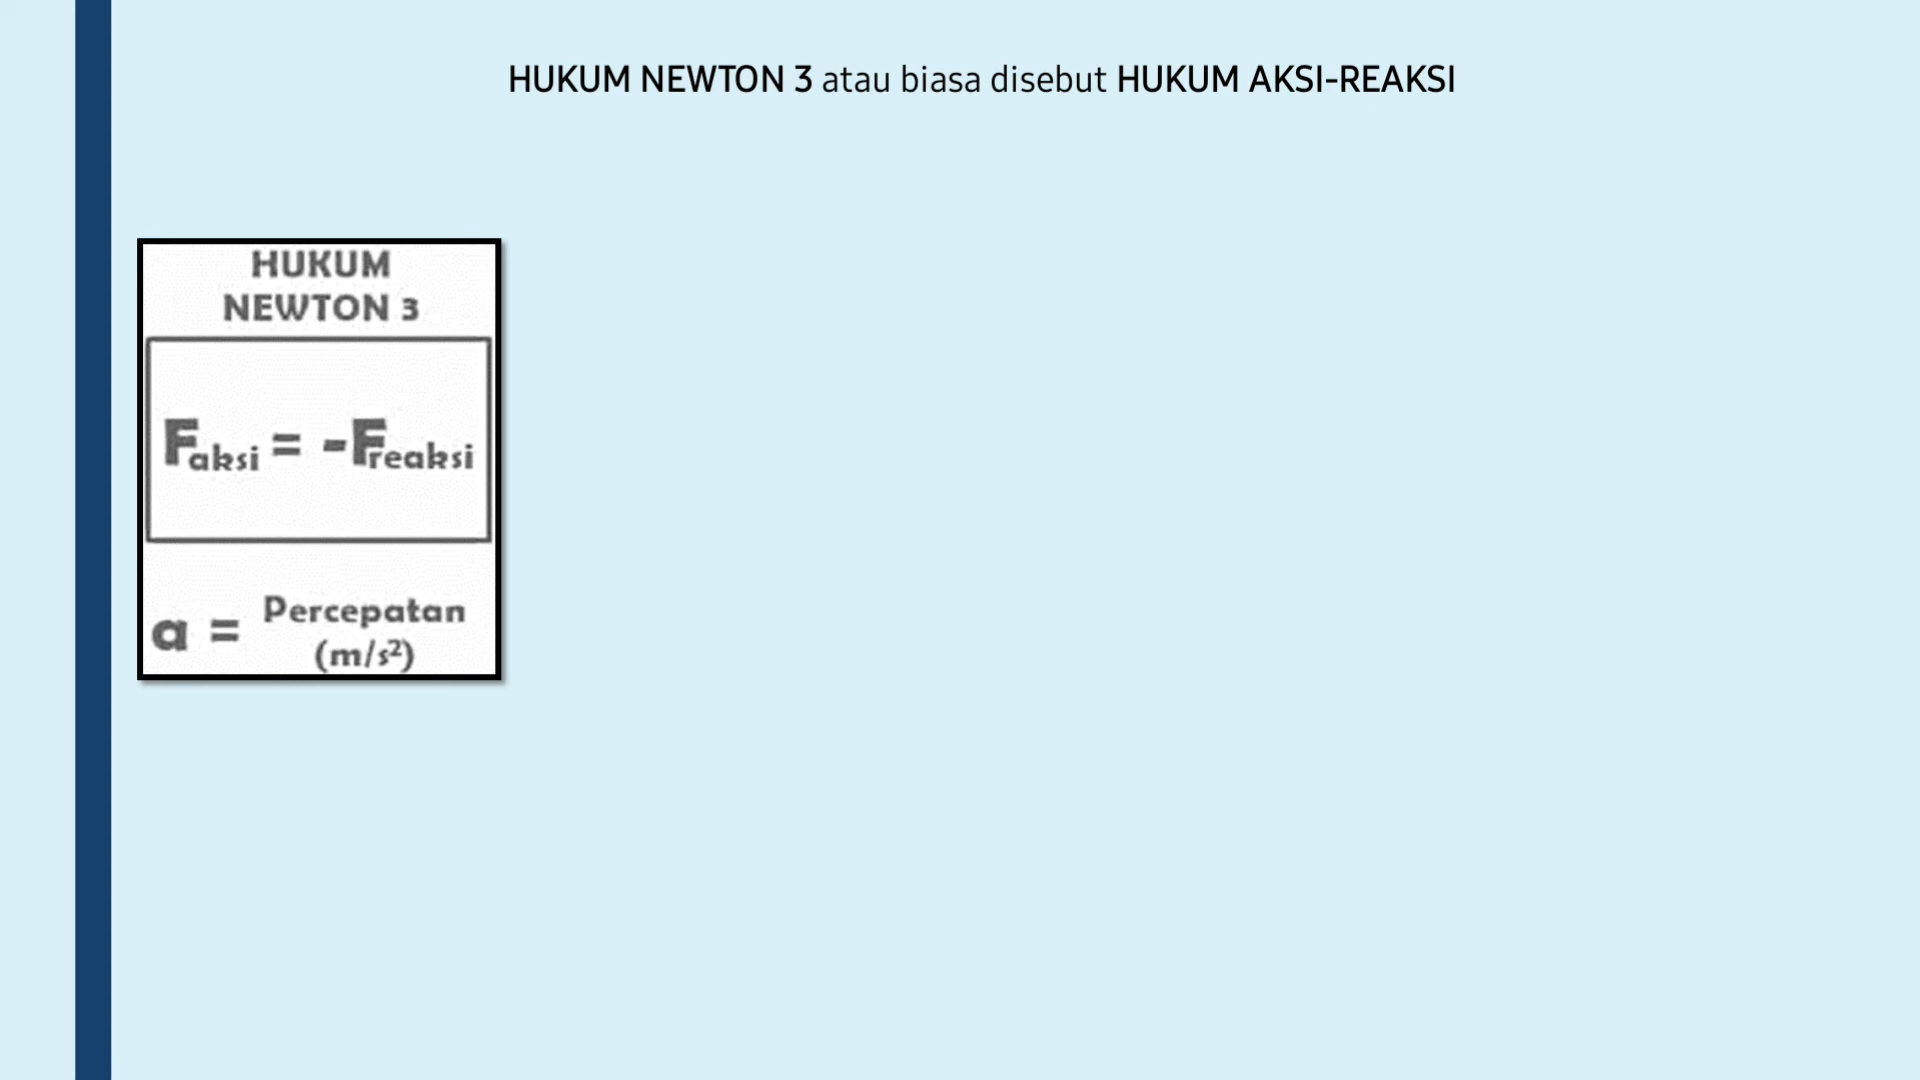 HUKUM NEWTON 3 atau biasa disebut HUKUM AKSI-REAKSI
HUKUM
NEWTON 3
Faksi = -Freaksi
a = Percepatan
(m/s²)